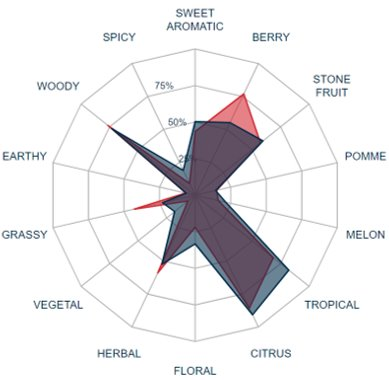 SWEET
AROMATIC
SPICY
BERRY
WOODY
STONE
FRUIT
75%
50%
25%
EARTHY
POMME
GRASSY
MELON
VEGETAL
TROPICAL
HERBAL
CITRUS
FLORAL